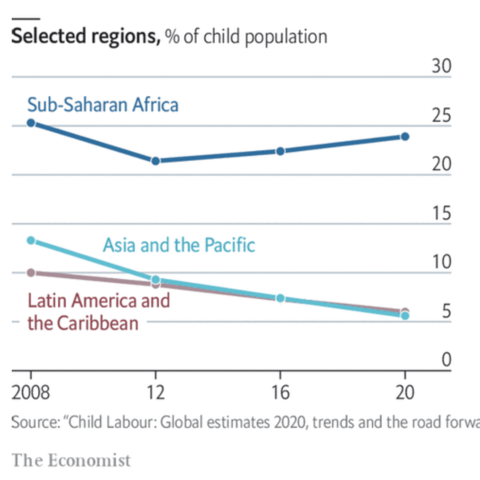 Selected regions, % of child population
30
Sub-Saharan Africa
25
20
15
Asia and the Pacific
10
Latin America and
the Caribbean
5
0
2008 12 16 20
Source: “Child Labour: Global estimates 2020, trends and the road
The Economist